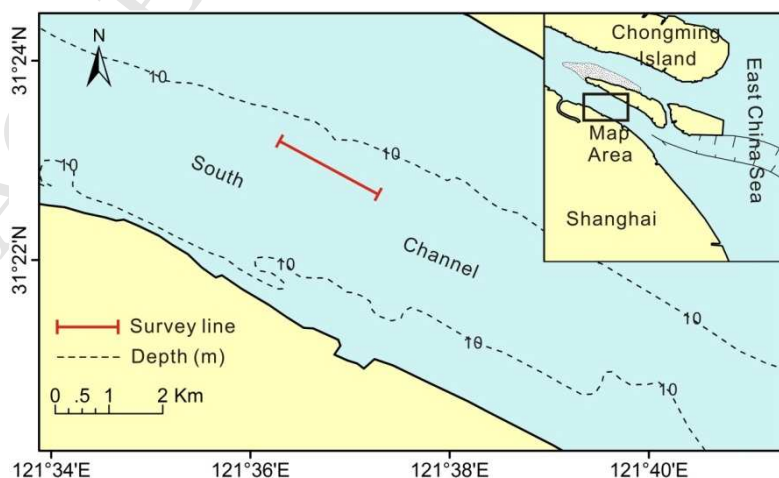 31°24'N
31°22'N
N
10
10
10
10
10
10
10
South
Channel
Survey line
Depth (m)
0 .5 1 2 Km
Chongming
Island
East China Sea
Map
Area
Shanghai
121°34'E
121°36'E
121°38'E
121°40'E